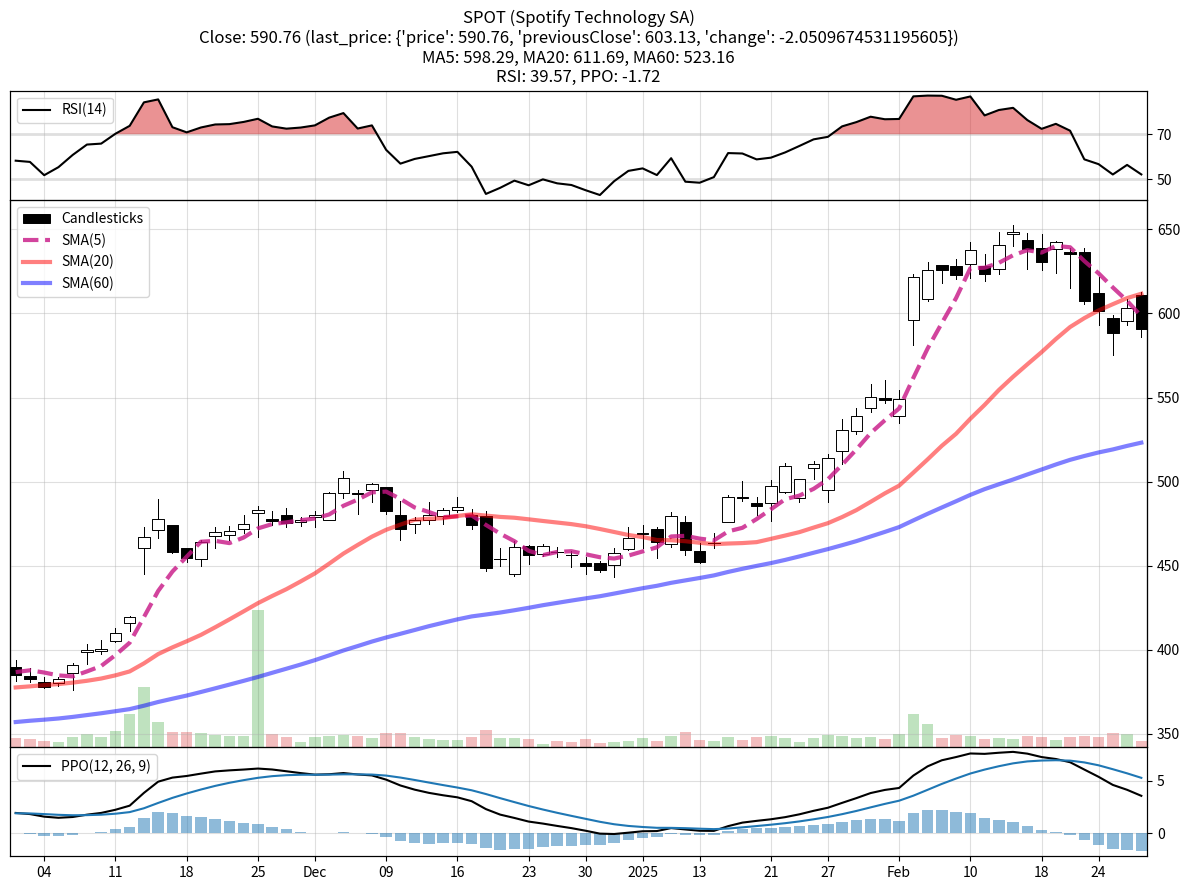 SPOT (Spotify Technology SA)
Close: 590.76 (last_price: {'price': 590.76, 'previousClose': 603.13, 'change': -2.0509674531195605})
MA5: 598.29, MA20: 611.69, MA60: 523.16
RSI: 39.57, PPO: -1.72
RSI(14)
70
50
Candlesticks
SMA(5)
SMA(20)
SMA(60)
650
600
550
500
450
400
350
PPO(12, 26, 9)
5
0
04 11 18 25 Dec 09 16 23 30 2025 13 21 27 Feb 10 18 24